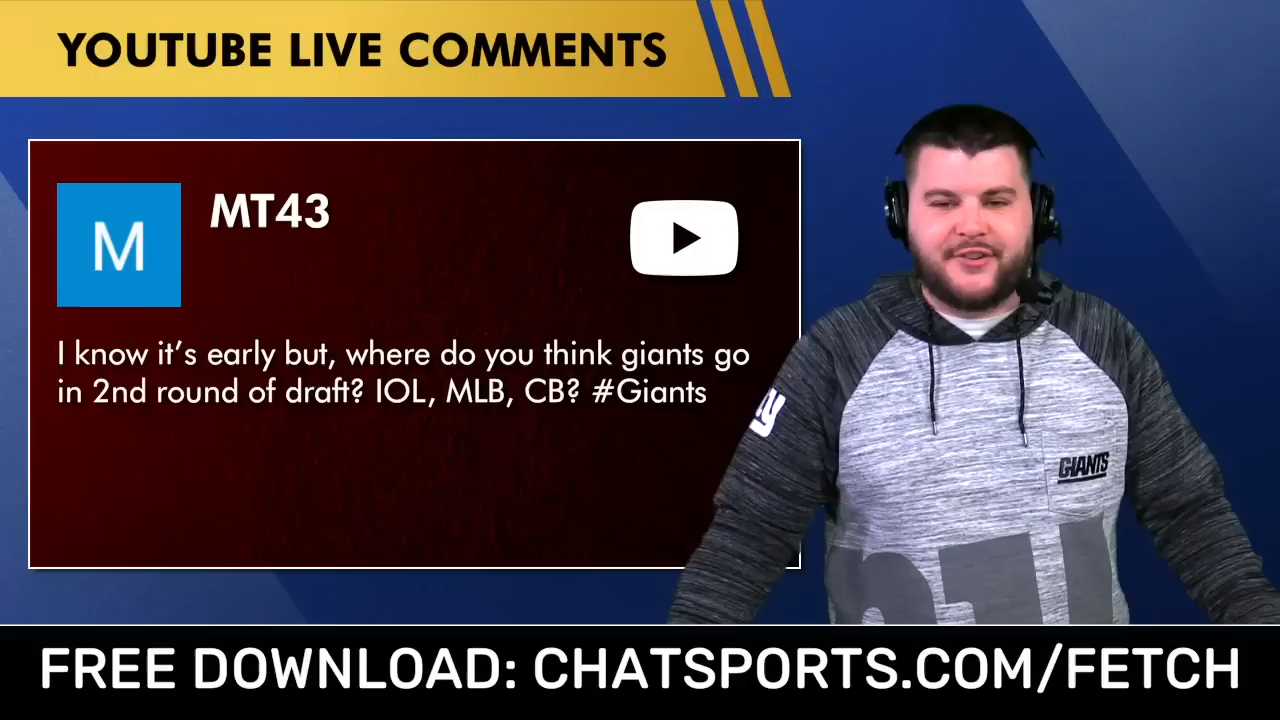 YOUTUBE LIVE COMMENTS
M
MT43
I know it's early but, where do you think giants go
in 2nd round of draft? IOL, MLB, CB? #Giants
GIANTS
ny
FREE DOWNLOAD: CHATSPORTS.COM/FETCH